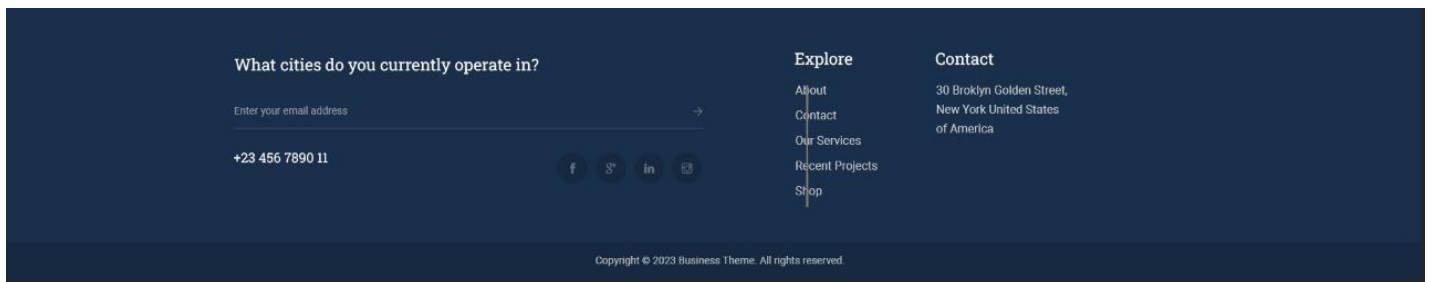 What cities do you currently operate in?
Enter your email address
+23 456 7890 11
f g+ in
Explore
About
Contact
Our Services
Recent Projects
Shop
Contact
30 Broklyn Golden Street,
New York United States
of America
Copyright © 2023 Business Theme. All rights reserved.